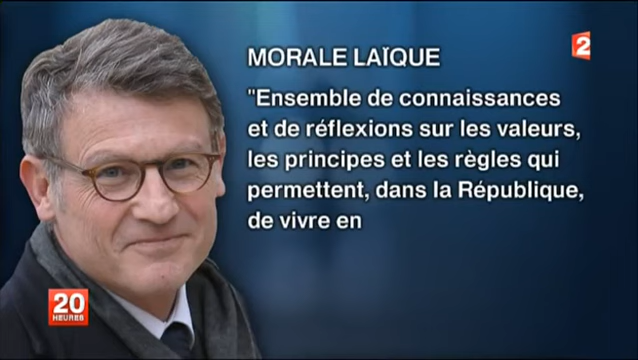 MORALE LAÏQUE
2
"Ensemble de connaissances
et de réflexions sur les valeurs,
les principes et les règles qui
permettent, dans la République,
de vivre en
20
HEURES